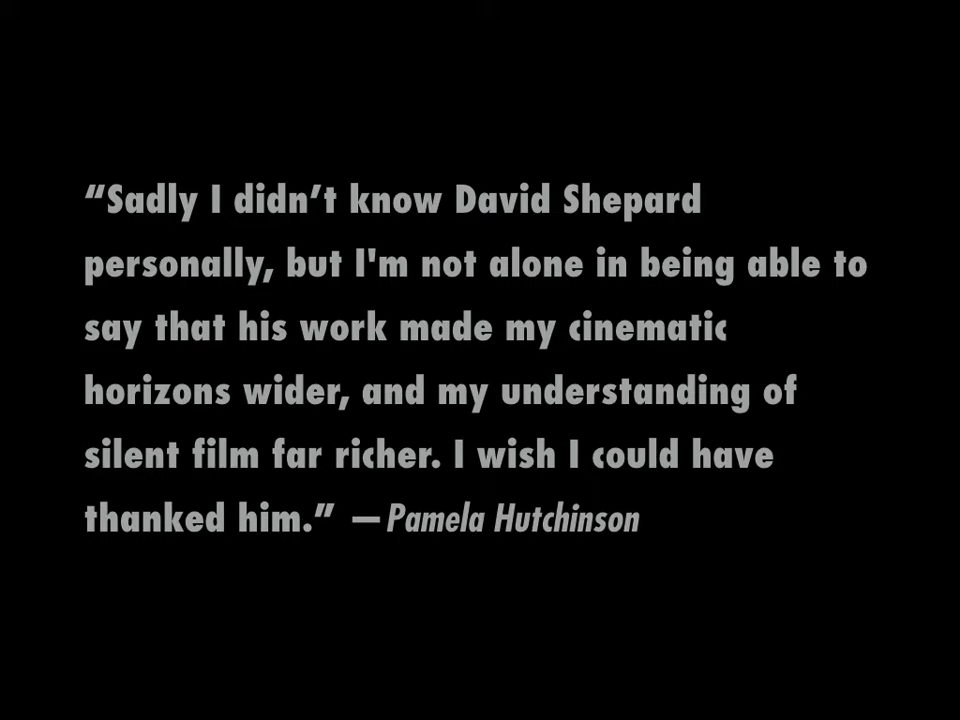 “Sadly I didn’t know David Shepard
personally, but I'm not alone in being able to
say that his work made my cinematic
horizons wider, and my understanding of
silent film far richer. I wish I could have
thanked him.” —Pamela Hutchinson